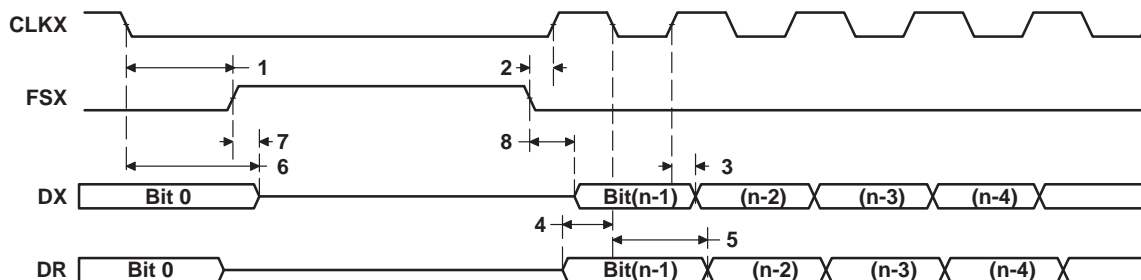 CLKX
1 2
FSX
7 8
6 3
DX Bit 0 Bit(n-1) (n-2) (n-3) (n-4)
4 5
DR Bit 0 Bit(n-1) (n-2) (n-3) (n-4)